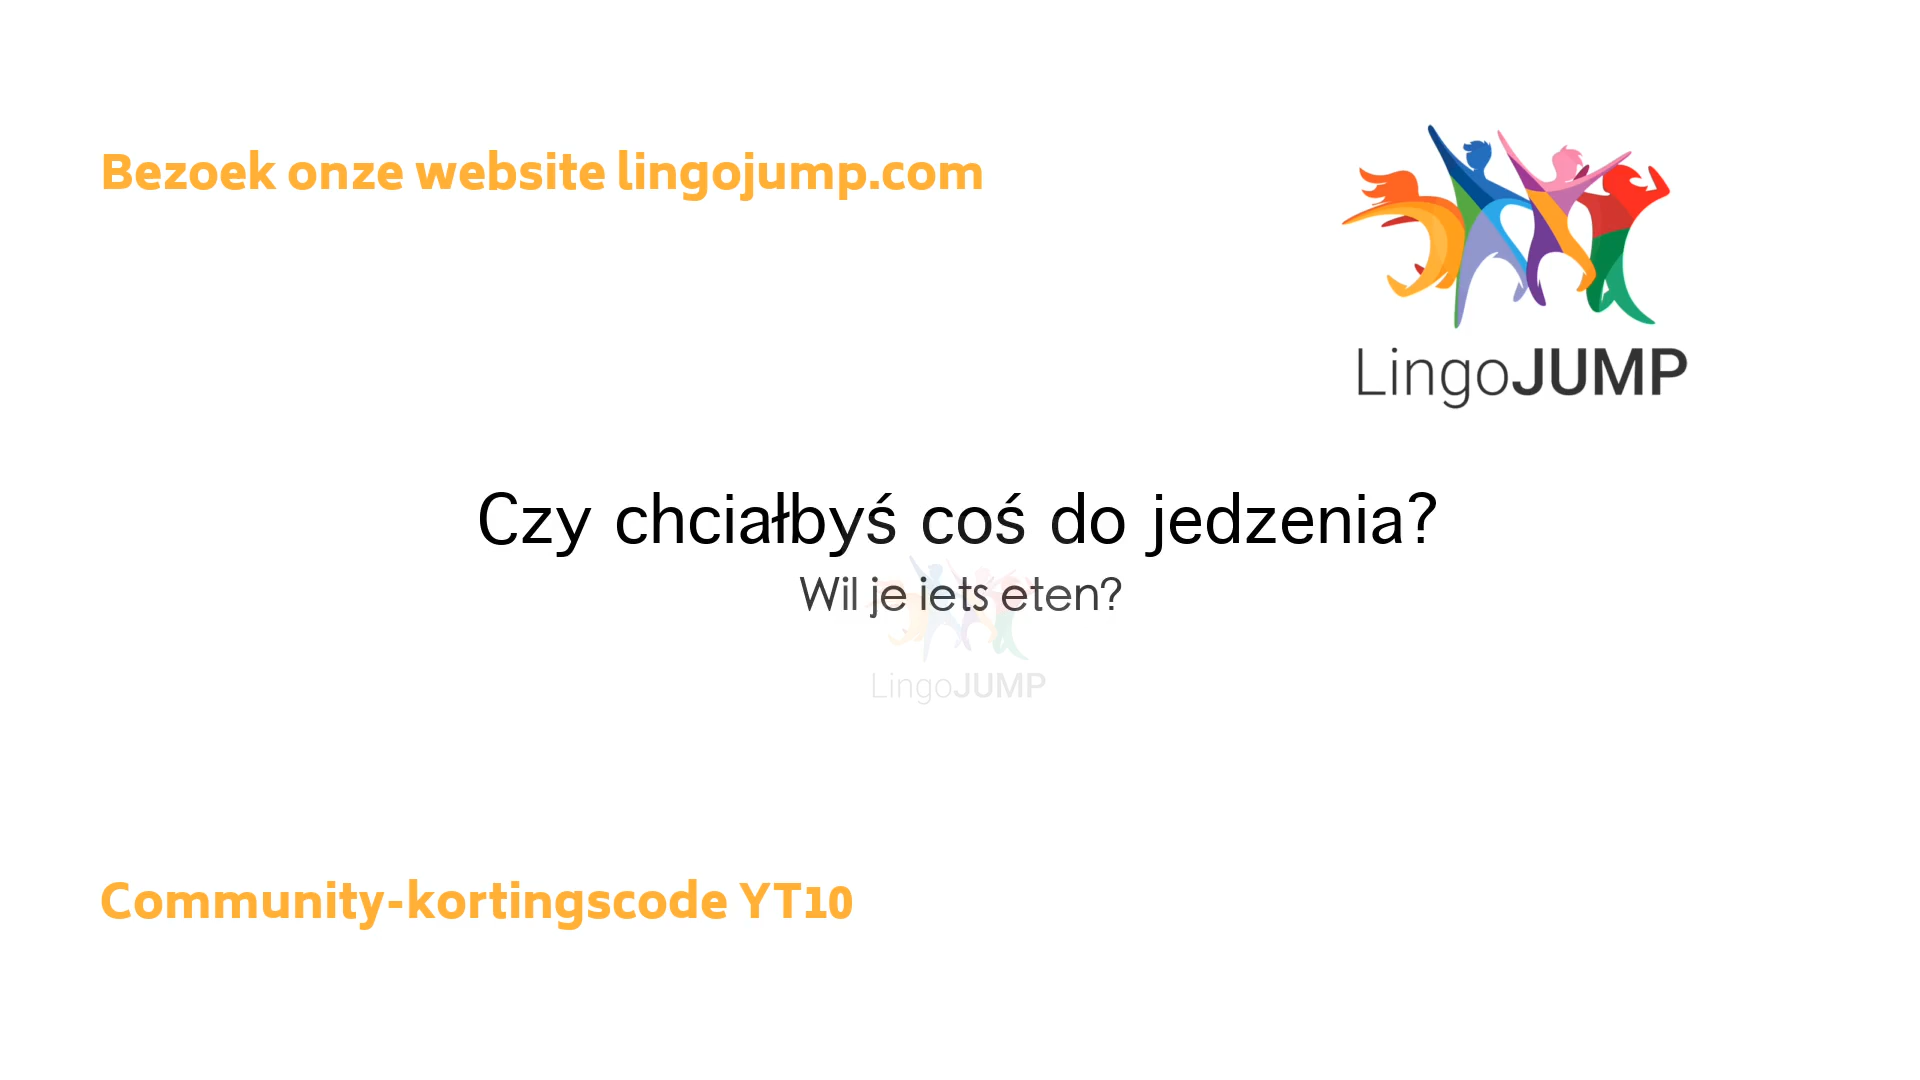 Bezoek onze website lingojump.com
LingoJUMP
Czy chciałbyś coś do jedzenia?
Wil je iets eten?
LingoJUMP
Community-kortingscode YT10